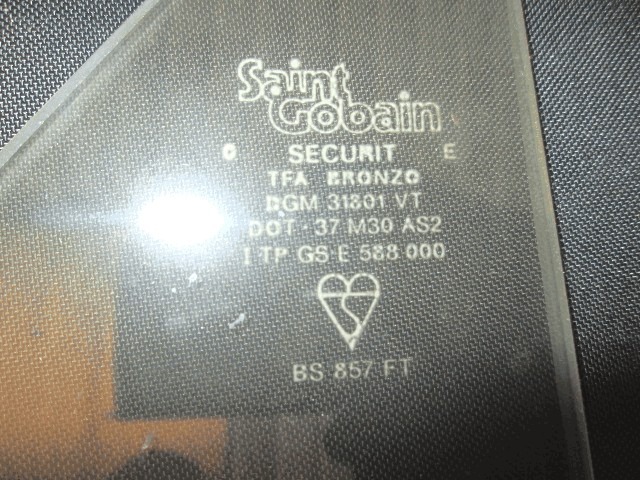 Saint
Gobain
0 SECURIT E
TFA BRONZO
DGM 31801 VT
DOT · 37 M30 AS2
I TP GS E 588 000
BS 857 FT